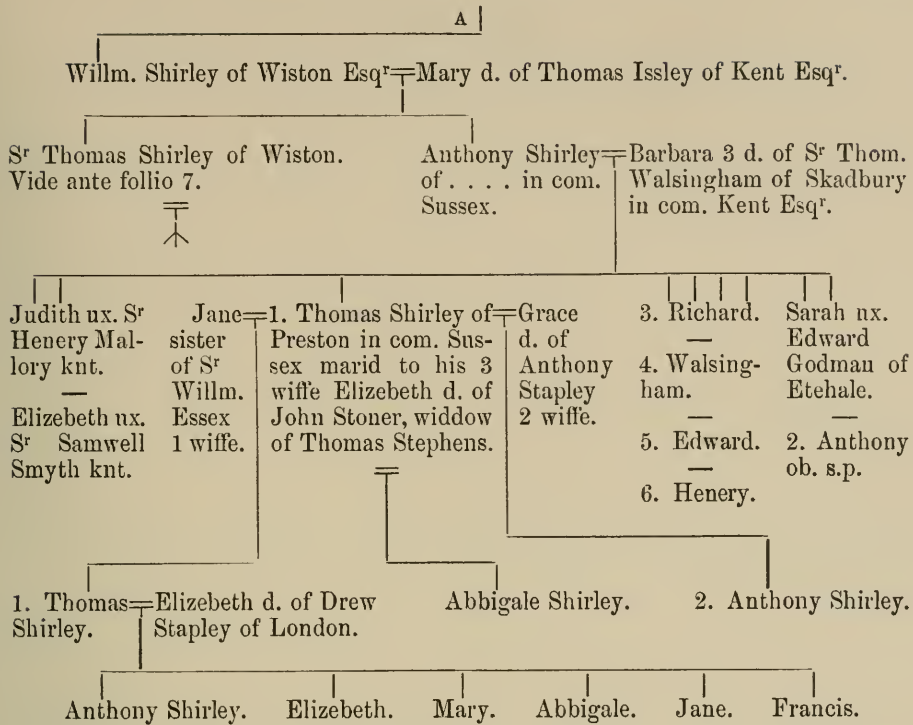 A
Willm. Shirley of Wiston Esqr Mary d. of Thomas Issley of Kent Esqr.
Sr Thomas Shirley of Wiston.
Vide ante follio 7.
Anthony Shirley
of . . . . in com.
Sussex.
Barbara 3 d. of Sr Thom.
Walsingham of Skadbury
in com. Kent Esqr.
Judith ux. Sr
Henery Mal-
lory knt.
—
Elizebeth ux.
Sr Samwell
Smyth knt.
Jane
sister
of Sr
Willm.
Essex
1 wiffe.
1. Thomas Shirley of
Preston in com. Sus-
sex marid to his 3
wiffe Elizebeth d. of
John Stoner, widdow
of Thomas Stephens.
Grace
d. of
Anthony
Stapley
2 wiffe.
3. Richard.
—
4. Walsing-
ham.
—
5. Edward.
—
6. Henery.
Sarah ux.
Edward
Godman of
Etehale.
—
2. Anthony
ob. s.p.
1. Thomas
Shirley.
Elizebeth d. of Drew
Stapley of London.
Abbigale Shirley.
2. Anthony Shirley.
Anthony Shirley. Elizebeth. Mary. Abbigale. Jane. Francis.